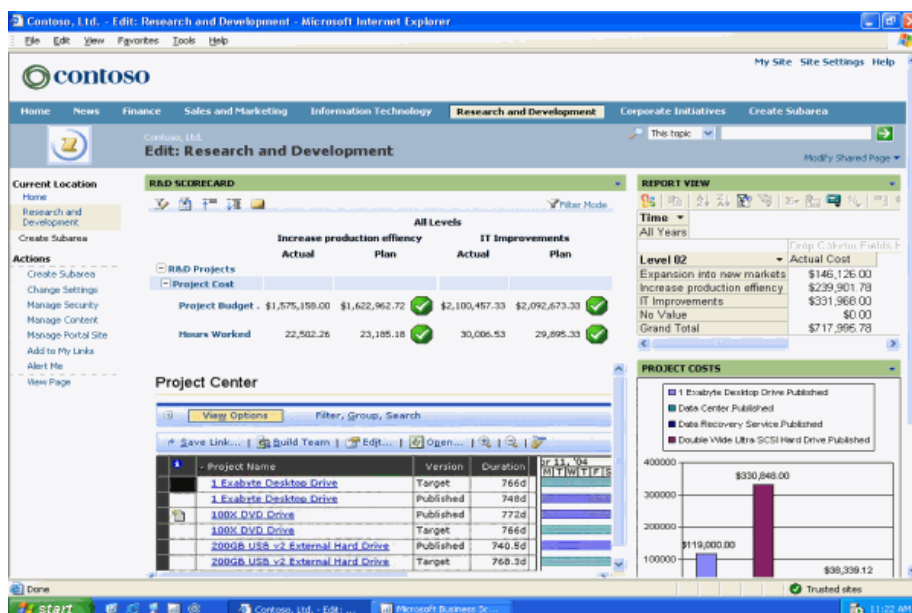 Contoso, Ltd. - Edit: Research and Development - Microsoft Internet Explorer
File Edit View Favorites Tools Help
My Site Site Settings Help
contoso
Home News Finance Sales and Marketing Information Technology Research and Development Corporate Initiatives Create Subarea
Contoso, Ltd.
Edit: Research and Development
This topic
Modify Shared Page
Current Location
Home
Research and
Development
Create Subarea
Actions
Create Subarea
Change Settings
Manage Security
Manage Content
Manage Portal Site
Add to My Links
Alert Me
View Page
R&D SCORECARD
Filter Mode
All Levels
Increase production effiency IT Improvements
Actual Plan Actual Plan
R&D Projects
Project Cost
Project Budget . $1,575,158.00 $1,622,962.72 $2,100,457.33 $2,092,673.33
Hours Worked 22,502.26 23,185.18 30,006.53 29,895.33
Project Center
View Options Filter, Group, Search
Save Link... | Build Team | Edit... | Open... |
Project Name Version Duration
M T W T F S
1 Exabyte Desktop Drive Target 766d
1 Exabyte Desktop Drive Published 748d
100X DVD Drive Published 772d
100X DVD Drive Target 766d
200GB USB v2 External Hard Drive Published 740.5d
200GB USB v2 External Hard Drive Target 760.3d
REPORT VIEW
Time
All Years
Drop Column Fields
Level 02 Actual Cost
Expansion into new markets $146,126.00
Increase production effiency $239,901.78
IT Improvements $331,968.00
No Value $0.00
Grand Total $717,995.78
PROJECT COSTS
1 Exabyte Desktop Drive.Published
Data Center.Published
Data Recovery Service.Published
Double Wide Ultra SCSI Hard Drive.Published
400000
$330,848.00
300000
200000
$119,000.00
100000
$38,339.12
Done Trusted sites
start Contoso, Ltd. - Edit: ... Microsoft Business Sc... 11:22 AM